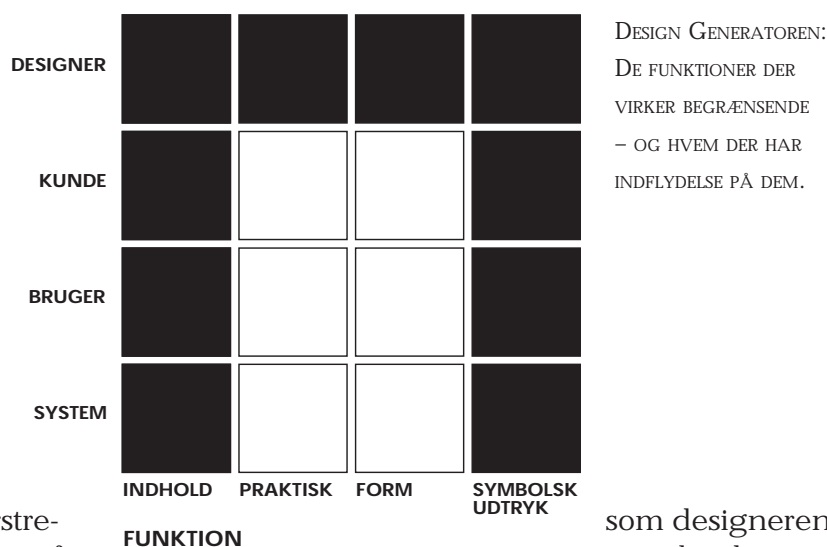 DESIGNER
KUNDE
BRUGER
SYSTEM
INDHOLD PRAKTISK FORM SYMBOLSK
UDTRYK
FUNKTION
DESIGN GENERATOREN:
DE FUNKTIONER DER
VIRKER BEGRÆNSENDE
– OG HVEM DER HAR
INDFLYDELSE PÅ DEM.
rstre-
som designeren